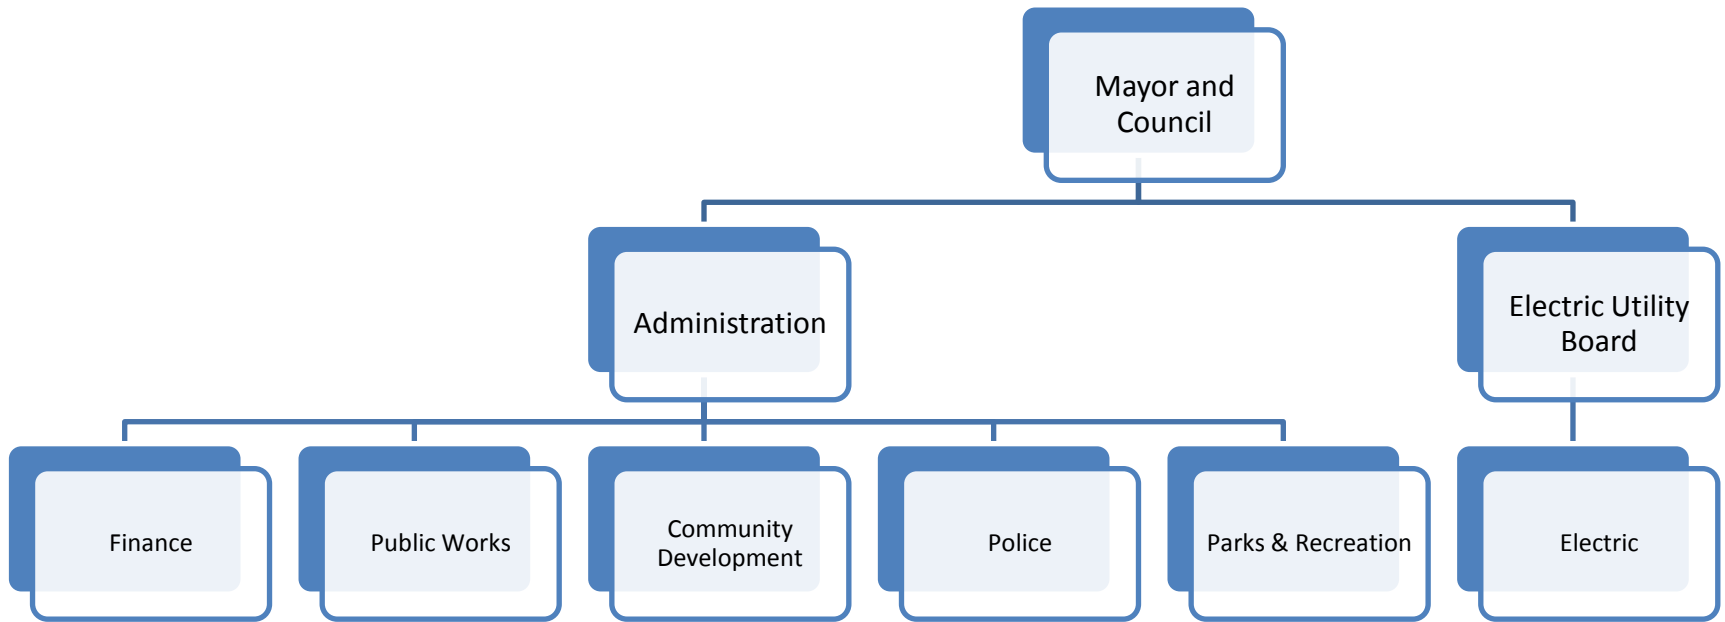 Mayor and
Council
Administration
Electric Utility
Board
Finance
Public Works
Community
Development
Police
Parks & Recreation
Electric